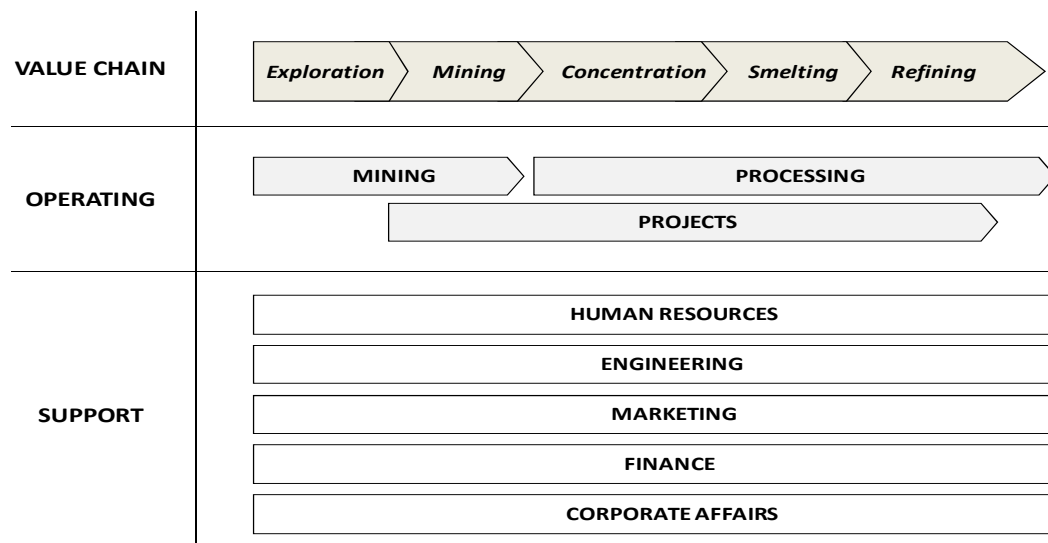 VALUE CHAIN
Exploration Mining Concentration Smelting Refining
OPERATING
MINING PROCESSING
PROJECTS
SUPPORT
HUMAN RESOURCES
ENGINEERING
MARKETING
FINANCE
CORPORATE AFFAIRS